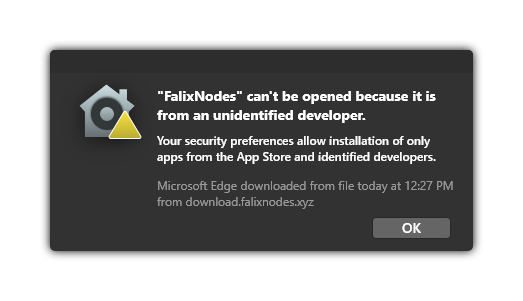 "FalixNodes" can't be opened because it is
from an unidentified developer.
Your security preferences allow installation of only
apps from the App Store and identified developers.
Microsoft Edge downloaded from file today at 12:27 PM
from download.falixnodes.xyz
OK